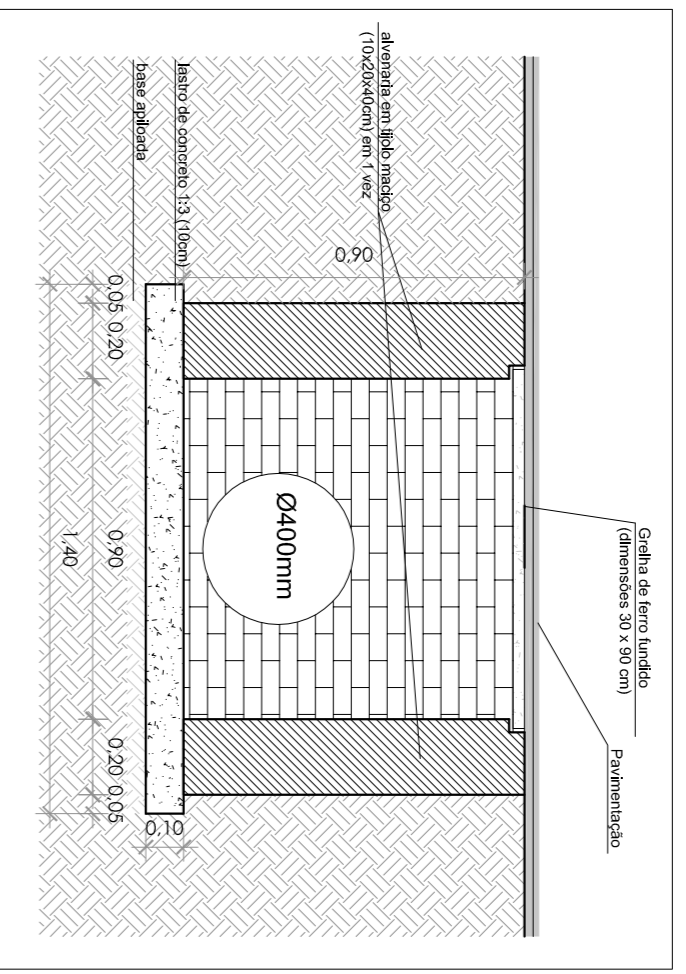 Grelha de ferro fundido
(dimensões 30 x 90 cm)
Pavimentação
alvenaria em tijolo maciço
(10x20x40cm) em 1 vez
0,90
Ø400mm
lastro de concreto 1:3 (10cm)
base apiloada
0,10
0,05 0,20 0,90 0,20 0,05
1,40